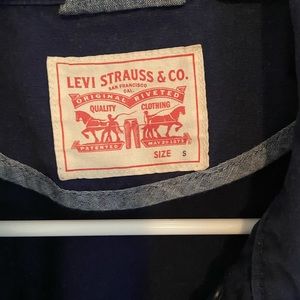 LEVI STRAUSS & CO.
SAN FRANCISCO
CAL.
ORIGINAL RIVETED
QUALITY CLOTHING
PATENTED MAY 20 1873
SIZE S